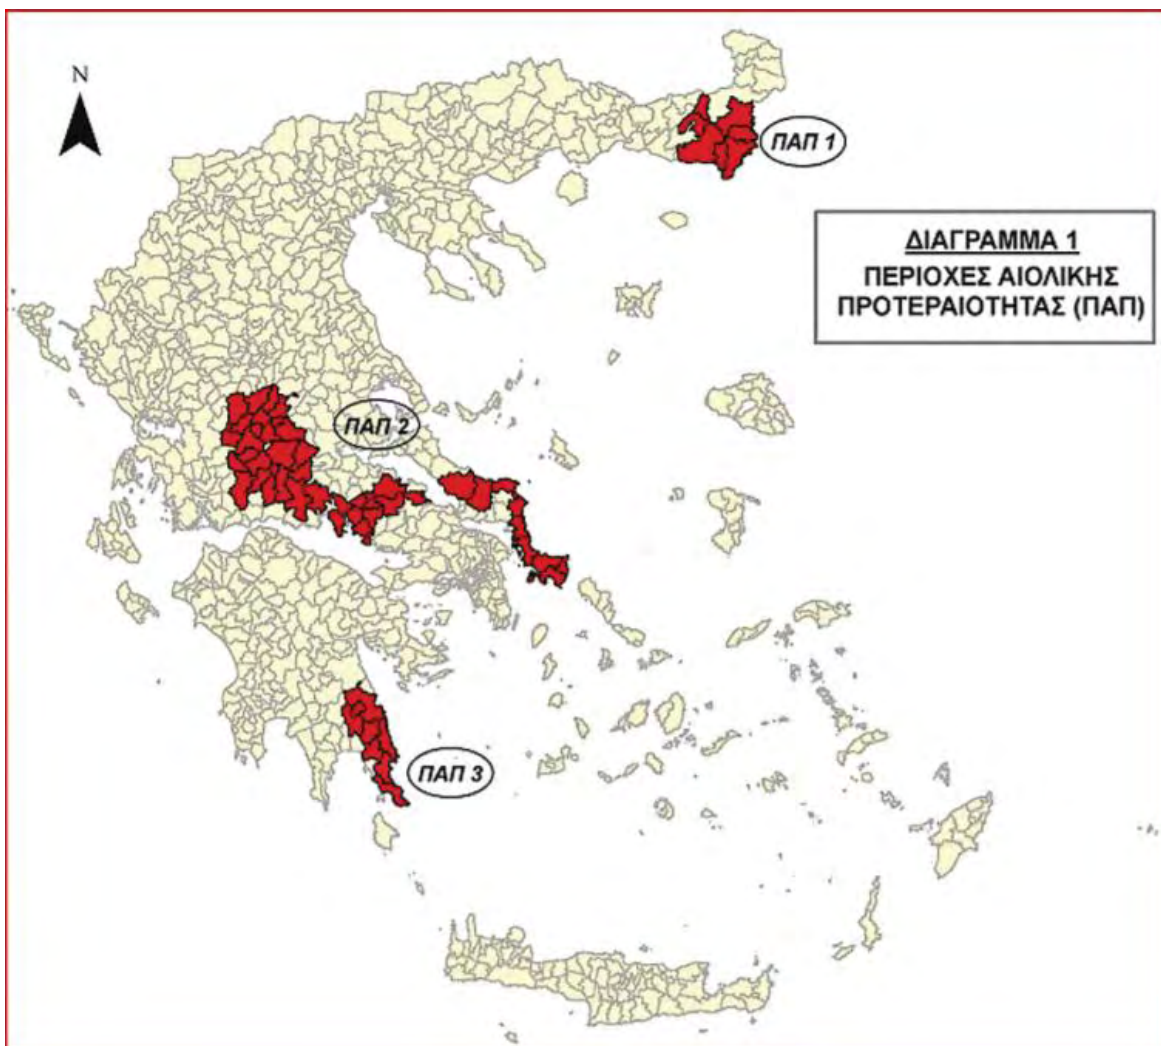 N
ΠΑΠ 1
ΔΙΑΓΡΑΜΜΑ 1
ΠΕΡΙΟΧΕΣ ΑΙΟΛΙΚΗΣ
ΠΡΟΤΕΡΑΙΟΤΗΤΑΣ (ΠΑΠ)
ΠΑΠ 2
ΠΑΠ 3